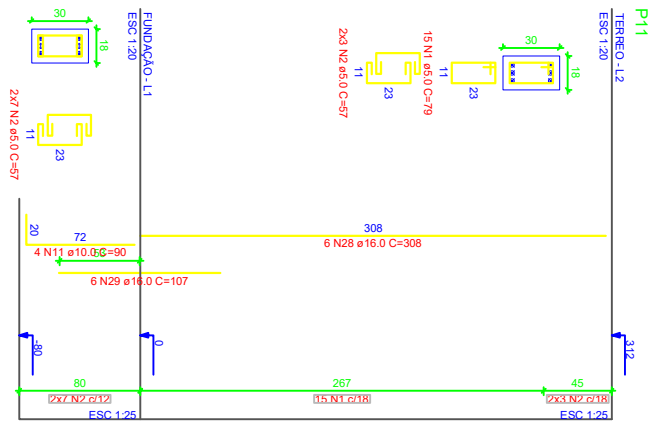 P11
TERREO - L2
ESC 1:20
30
18
11
23
15 N1 ø5.0 C=79
11
23
2x3 N2 ø5.0 C=57
FUNDAÇÃO - L1
ESC 1:20
30
18
11
23
2x7 N2 ø5.0 C=57
308
6 N28 ø16.0 C=308
20
72
4 N11 ø10.0 C=90
6 N29 ø16.0 C=107
-80
0
312
80
267
45
2x7 N2 c/12
15 N1 c/18
2x3 N2 c/18
ESC 1:25
ESC 1:25